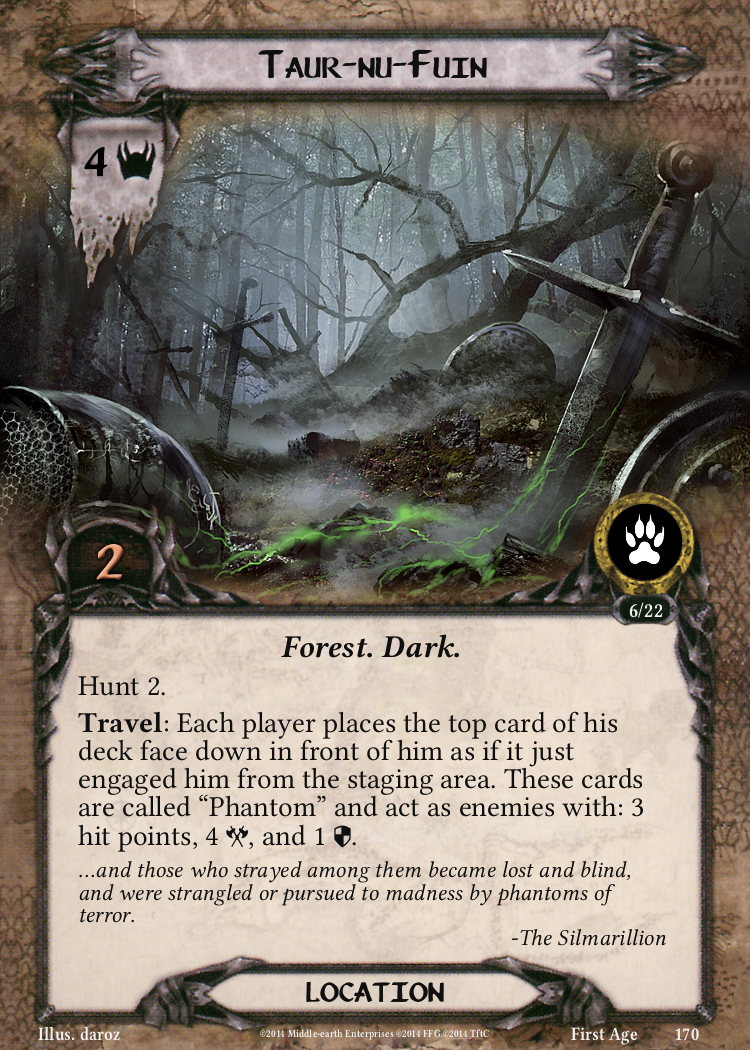 Taur-nu-Fuin
4
2
6/22
Forest. Dark.
Hunt 2.
Travel: Each player places the top card of his
deck face down in front of him as if it just
engaged him from the staging area. These cards
are called “Phantom” and act as enemies with: 3
hit points, 4 , and 1 .
...and those who strayed among them became lost and blind,
and were strangled or pursued to madness by phantoms of
terror.
-The Silmarillion
LOCATION
Illus. daroz ©2014 Middle-earth Enterprises ©2014 FFG ©2014 TftC First Age 170